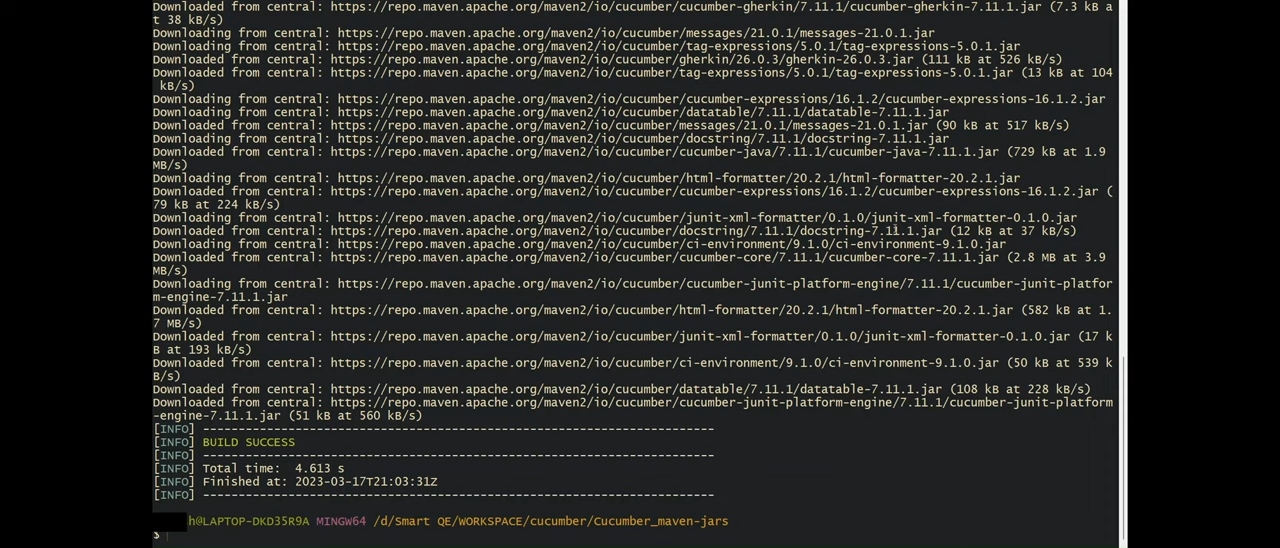 Downloaded from central: https://repo.maven.apache.org/maven2/io/cucumber/cucumber-gherkin/7.11.1/cucumber-gherkin-7.11.1.jar (7.3 kB a
t 38 kB/s)
Downloading from central: https://repo.maven.apache.org/maven2/io/cucumber/messages/21.0.1/messages-21.0.1.jar
Downloading from central: https://repo.maven.apache.org/maven2/io/cucumber/tag-expressions/5.0.1/tag-expressions-5.0.1.jar
Downloaded from central: https://repo.maven.apache.org/maven2/io/cucumber/gherkin/26.0.3/gherkin-26.0.3.jar (111 kB at 526 kB/s)
Downloaded from central: https://repo.maven.apache.org/maven2/io/cucumber/tag-expressions/5.0.1/tag-expressions-5.0.1.jar (13 kB at 104
kB/s)
Downloading from central: https://repo.maven.apache.org/maven2/io/cucumber/cucumber-expressions/16.1.2/cucumber-expressions-16.1.2.jar
Downloading from central: https://repo.maven.apache.org/maven2/io/cucumber/datatable/7.11.1/datatable-7.11.1.jar
Downloaded from central: https://repo.maven.apache.org/maven2/io/cucumber/messages/21.0.1/messages-21.0.1.jar (90 kB at 517 kB/s)
Downloading from central: https://repo.maven.apache.org/maven2/io/cucumber/docstring/7.11.1/docstring-7.11.1.jar
Downloaded from central: https://repo.maven.apache.org/maven2/io/cucumber/cucumber-java/7.11.1/cucumber-java-7.11.1.jar (729 kB at 1.9
MB/s)
Downloading from central: https://repo.maven.apache.org/maven2/io/cucumber/html-formatter/20.2.1/html-formatter-20.2.1.jar
Downloaded from central: https://repo.maven.apache.org/maven2/io/cucumber/cucumber-expressions/16.1.2/cucumber-expressions-16.1.2.jar (
79 kB at 224 kB/s)
Downloading from central: https://repo.maven.apache.org/maven2/io/cucumber/junit-xml-formatter/0.1.0/junit-xml-formatter-0.1.0.jar
Downloaded from central: https://repo.maven.apache.org/maven2/io/cucumber/docstring/7.11.1/docstring-7.11.1.jar (12 kB at 37 kB/s)
Downloading from central: https://repo.maven.apache.org/maven2/io/cucumber/ci-environment/9.1.0/ci-environment-9.1.0.jar
Downloaded from central: https://repo.maven.apache.org/maven2/io/cucumber/cucumber-core/7.11.1/cucumber-core-7.11.1.jar (2.8 MB at 3.9
MB/s)
Downloading from central: https://repo.maven.apache.org/maven2/io/cucumber/cucumber-junit-platform-engine/7.11.1/cucumber-junit-platfor
m-engine-7.11.1.jar
Downloaded from central: https://repo.maven.apache.org/maven2/io/cucumber/html-formatter/20.2.1/html-formatter-20.2.1.jar (582 kB at 1.
7 MB/s)
Downloaded from central: https://repo.maven.apache.org/maven2/io/cucumber/junit-xml-formatter/0.1.0/junit-xml-formatter-0.1.0.jar (17 k
B at 193 kB/s)
Downloaded from central: https://repo.maven.apache.org/maven2/io/cucumber/ci-environment/9.1.0/ci-environment-9.1.0.jar (50 kB at 539 k
B/s)
Downloaded from central: https://repo.maven.apache.org/maven2/io/cucumber/datatable/7.11.1/datatable-7.11.1.jar (108 kB at 228 kB/s)
Downloaded from central: https://repo.maven.apache.org/maven2/io/cucumber/cucumber-junit-platform-engine/7.11.1/cucumber-junit-platform
-engine-7.11.1.jar (51 kB at 560 kB/s)
[INFO] ------------------------------------------------------------------------
[INFO] BUILD SUCCESS
[INFO] ------------------------------------------------------------------------
[INFO] Total time:  4.613 s
[INFO] Finished at: 2023-03-17T21:03:31Z
[INFO] ------------------------------------------------------------------------
h@LAPTOP-DKD35R9A MINGW64 /d/Smart QE/WORKSPACE/cucumber/Cucumber_maven-jars
$